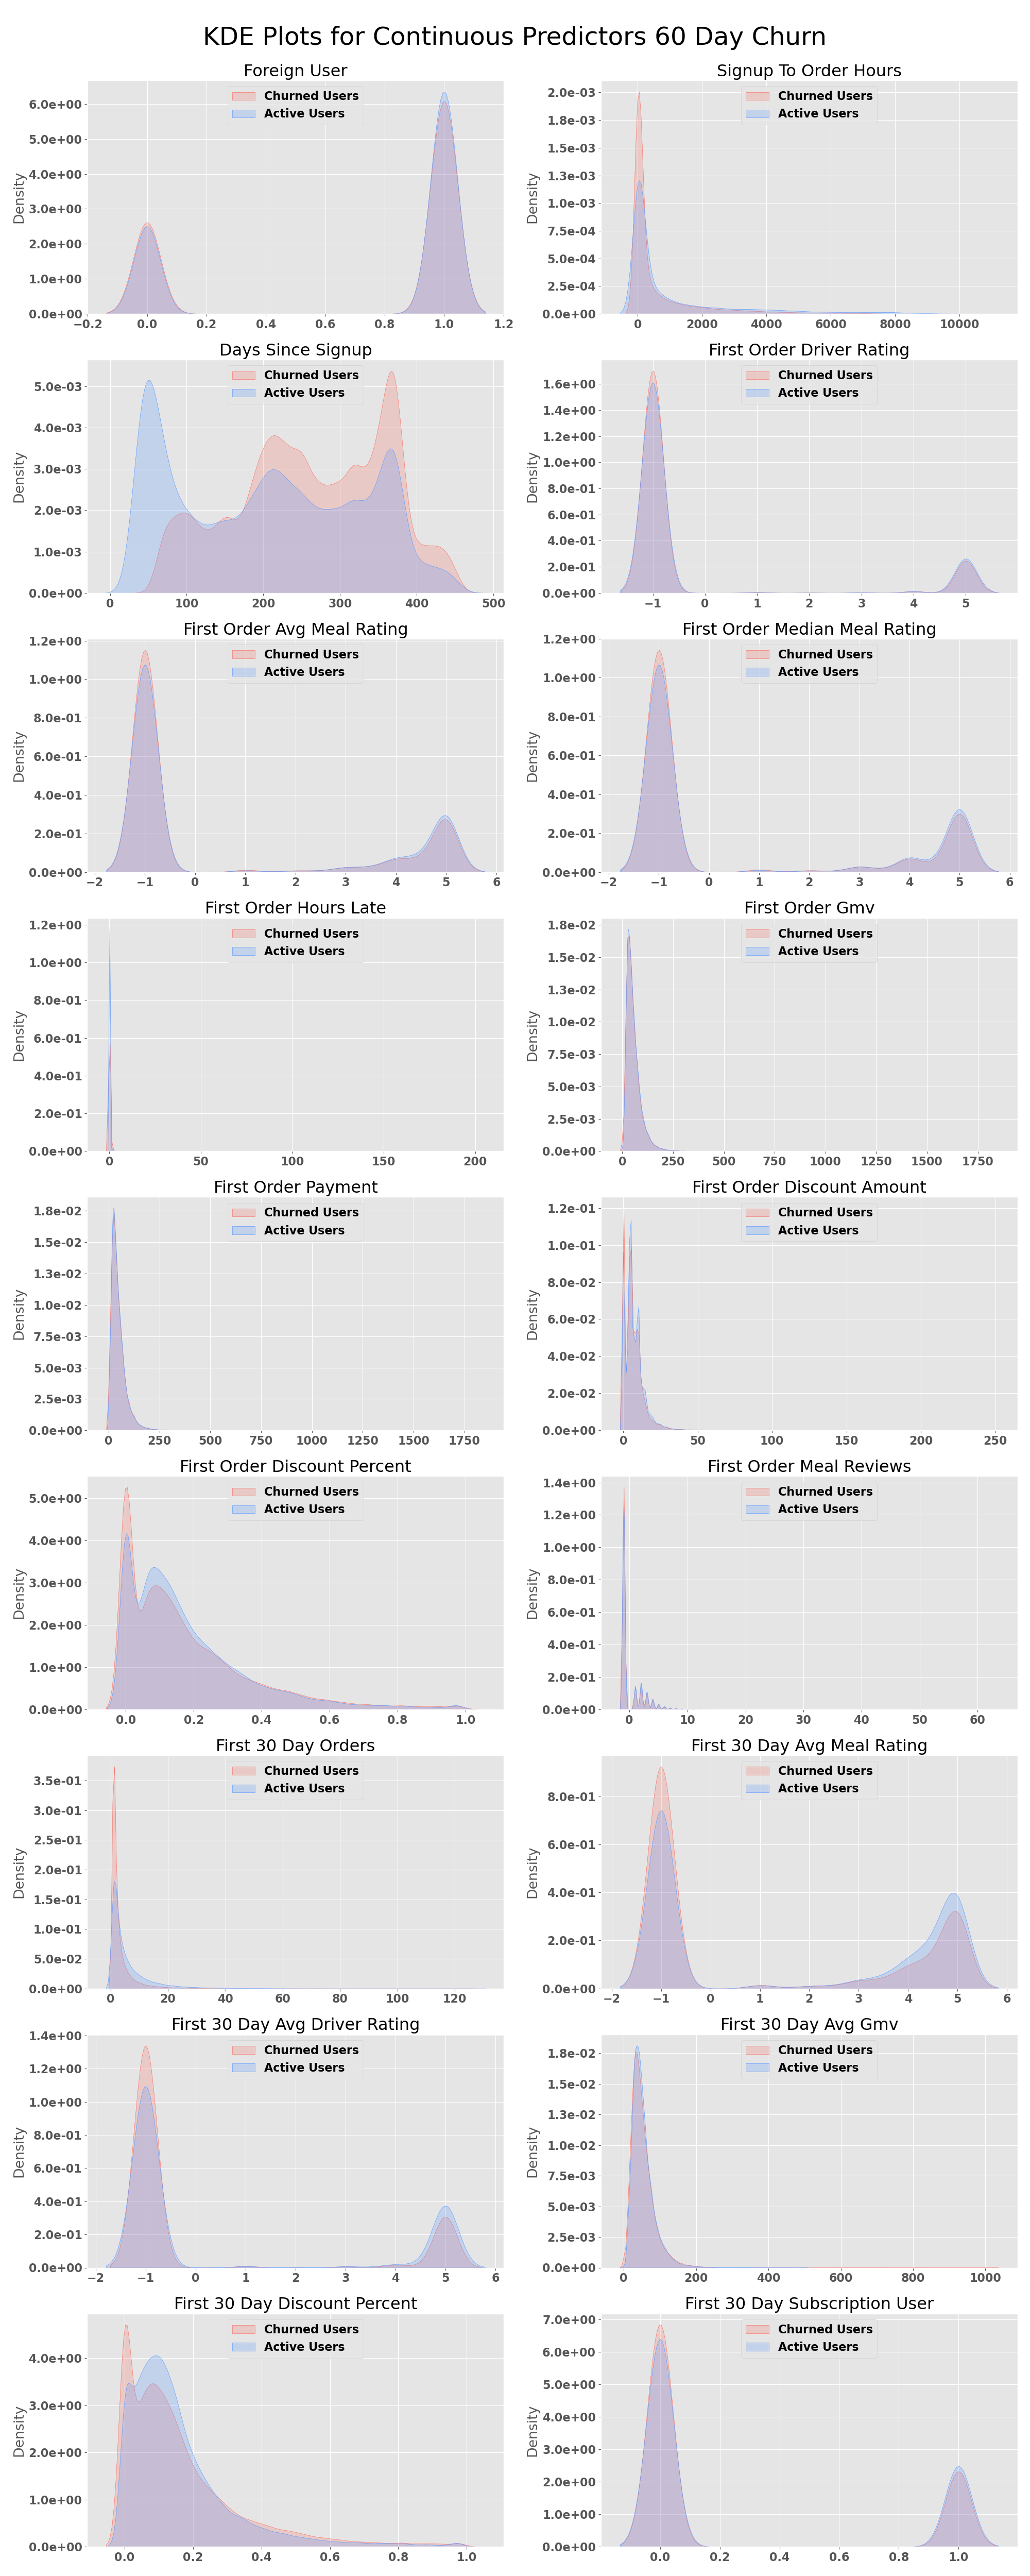 KDE Plots for Continuous Predictors 60 Day Churn
Foreign User
Churned Users
Active Users
Density
6.0e+00
5.0e+00
4.0e+00
3.0e+00
2.0e+00
1.0e+00
0.0e+00
−0.2 0.0 0.2 0.4 0.6 0.8 1.0 1.2
Signup To Order Hours
Churned Users
Active Users
Density
2.0e-03
1.8e-03
1.5e-03
1.3e-03
1.0e-03
7.5e-04
5.0e-04
2.5e-04
0.0e+00
0 2000 4000 6000 8000 10000
Days Since Signup
Churned Users
Active Users
Density
5.0e-03
4.0e-03
3.0e-03
2.0e-03
1.0e-03
0.0e+00
0 100 200 300 400 500
First Order Driver Rating
Churned Users
Active Users
Density
1.6e+00
1.4e+00
1.2e+00
1.0e+00
8.0e-01
6.0e-01
4.0e-01
2.0e-01
0.0e+00
−1 0 1 2 3 4 5
First Order Avg Meal Rating
Churned Users
Active Users
Density
1.2e+00
1.0e+00
8.0e-01
6.0e-01
4.0e-01
2.0e-01
0.0e+00
−2 −1 0 1 2 3 4 5 6
First Order Median Meal Rating
Churned Users
Active Users
Density
1.2e+00
1.0e+00
8.0e-01
6.0e-01
4.0e-01
2.0e-01
0.0e+00
−2 −1 0 1 2 3 4 5 6
First Order Hours Late
Churned Users
Active Users
Density
1.2e+00
1.0e+00
8.0e-01
6.0e-01
4.0e-01
2.0e-01
0.0e+00
0 50 100 150 200
First Order Gmv
Churned Users
Active Users
Density
1.8e-02
1.5e-02
1.3e-02
1.0e-02
7.5e-03
5.0e-03
2.5e-03
0.0e+00
0 250 500 750 1000 1250 1500 1750
First Order Payment
Churned Users
Active Users
Density
1.8e-02
1.5e-02
1.3e-02
1.0e-02
7.5e-03
5.0e-03
2.5e-03
0.0e+00
0 250 500 750 1000 1250 1500 1750
First Order Discount Amount
Churned Users
Active Users
Density
1.2e-01
1.0e-01
8.0e-02
6.0e-02
4.0e-02
2.0e-02
0.0e+00
0 50 100 150 200 250
First Order Discount Percent
Churned Users
Active Users
Density
5.0e+00
4.0e+00
3.0e+00
2.0e+00
1.0e+00
0.0e+00
0.0 0.2 0.4 0.6 0.8 1.0
First Order Meal Reviews
Churned Users
Active Users
Density
1.4e+00
1.2e+00
1.0e+00
8.0e-01
6.0e-01
4.0e-01
2.0e-01
0.0e+00
0 10 20 30 40 50 60
First 30 Day Orders
Churned Users
Active Users
Density
3.5e-01
3.0e-01
2.5e-01
2.0e-01
1.5e-01
1.0e-01
5.0e-02
0.0e+00
0 20 40 60 80 100 120
First 30 Day Avg Meal Rating
Churned Users
Active Users
Density
8.0e-01
6.0e-01
4.0e-01
2.0e-01
0.0e+00
−2 −1 0 1 2 3 4 5 6
First 30 Day Avg Driver Rating
Churned Users
Active Users
Density
1.4e+00
1.2e+00
1.0e+00
8.0e-01
6.0e-01
4.0e-01
2.0e-01
0.0e+00
−2 −1 0 1 2 3 4 5 6
First 30 Day Avg Gmv
Churned Users
Active Users
Density
1.8e-02
1.5e-02
1.3e-02
1.0e-02
7.5e-03
5.0e-03
2.5e-03
0.0e+00
0 200 400 600 800 1000
First 30 Day Discount Percent
Churned Users
Active Users
Density
4.0e+00
3.0e+00
2.0e+00
1.0e+00
0.0e+00
0.0 0.2 0.4 0.6 0.8 1.0
First 30 Day Subscription User
Churned Users
Active Users
Density
7.0e+00
6.0e+00
5.0e+00
4.0e+00
3.0e+00
2.0e+00
1.0e+00
0.0e+00
0.0 0.2 0.4 0.6 0.8 1.0